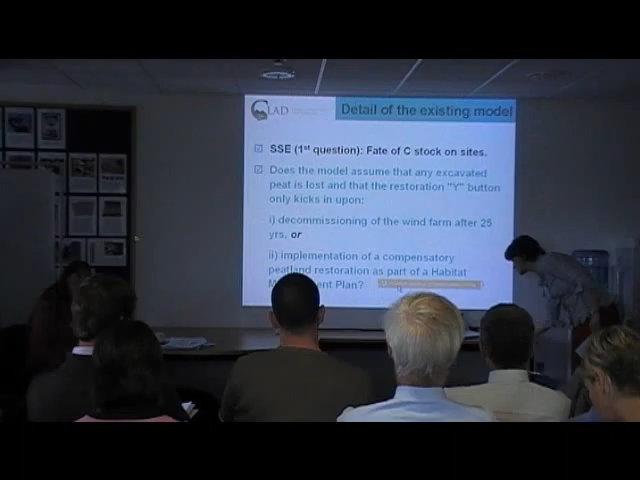 CLAD
Detail of the existing model
SSE (1st question): Fate of C stock on sites.
Does the model assume that any excavated
peat is lost and that the restoration "Y" button
only kicks in upon:
i) decommissioning of the wind farm after 25
yrs, or
ii) implementation of a compensatory
peatland restoration as part of a Habitat
Plan?